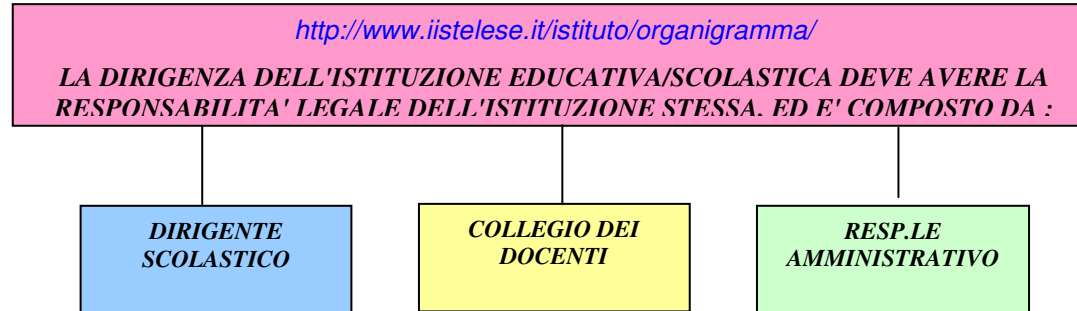 http://www.iistelese.it/istituto/organigramma/
LA DIRIGENZA DELL'ISTITUZIONE EDUCATIVA/SCOLASTICA DEVE AVERE LA
RESPONSABILITA' LEGALE DELL'ISTITUZIONE STESSA, ED E' COMPOSTO DA :
DIRIGENTE
SCOLASTICO
COLLEGIO DEI
DOCENTI
RESP.LE
AMMINISTRATIVO